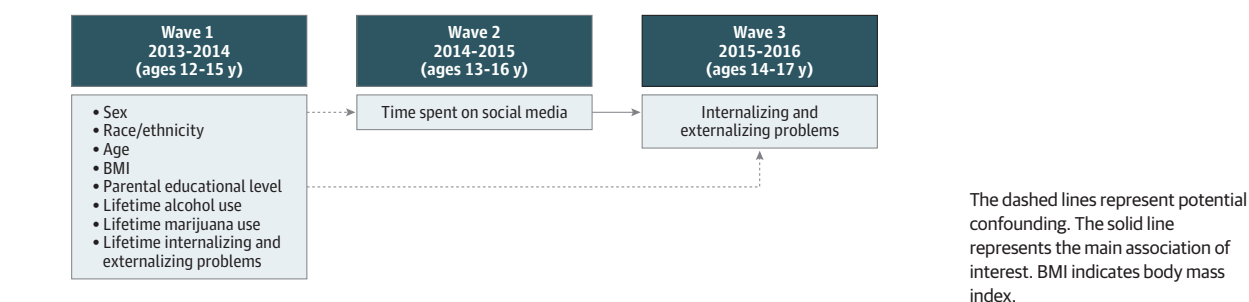 Wave 1
2013-2014
(ages 12-15 y)
Wave 2
2014-2015
(ages 13-16 y)
Wave 3
2015-2016
(ages 14-17 y)
• Sex
• Race/ethnicity
• Age
• BMI
• Parental educational level
• Lifetime alcohol use
• Lifetime marijuana use
• Lifetime internalizing and
externalizing problems
Time spent on social media
Internalizing and
externalizing problems
The dashed lines represent potential
confounding. The solid line
represents the main association of
interest. BMI indicates body mass
index.